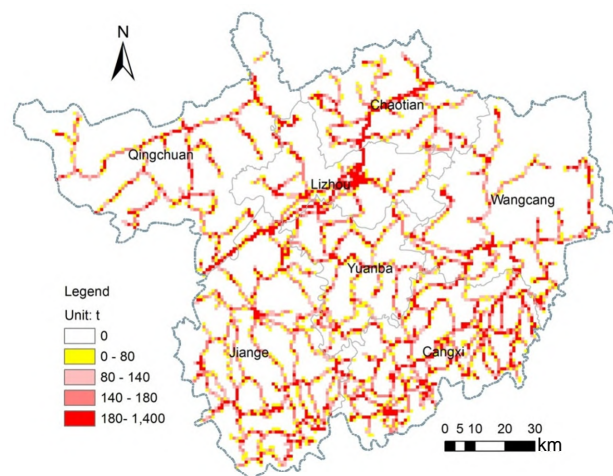 N
Chaotian
Qingchuan
Lizhou
Wangcang
Yuanba
Legend
Unit: t
0
0 - 80
80 - 140
140 - 180
180- 1,400
Jiange
Cangxi
0 5 10 20 30
km